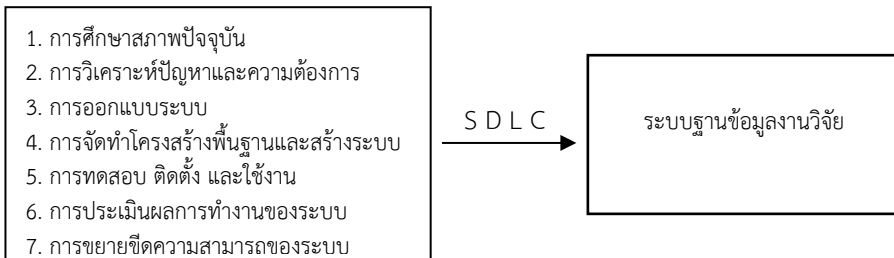 1. การศึกษาสภาพปัจจุบัน
2. การวิเคราะห์ปัญหาและความต้องการ
3. การออกแบบระบบ
4. การจัดทำโครงสร้างพื้นฐานและสร้างระบบ
5. การทดสอบ ติดตั้ง และใช้งาน
6. การประเมินผลการทำงานของระบบ
7. การขยายขีดความสามารถของระบบ
S D L C
ระบบฐานข้อมูลงานวิจัย